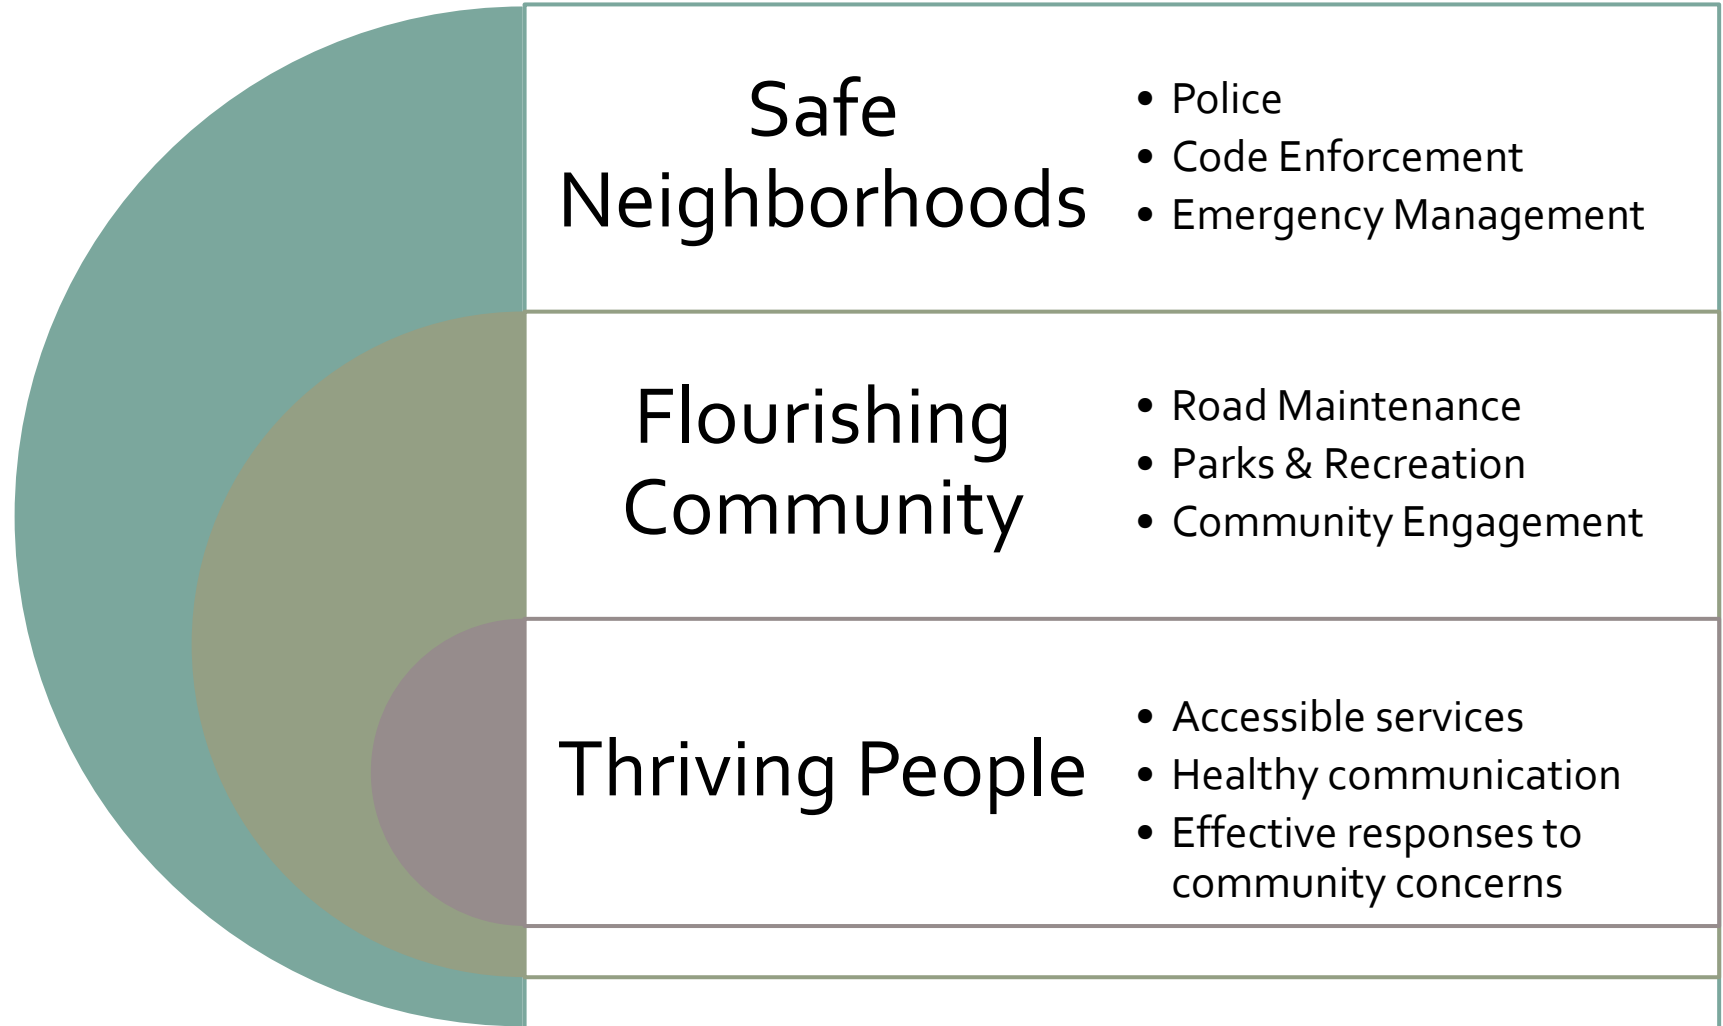 Safe
Neighborhoods
• Police
• Code Enforcement
• Emergency Management
Flourishing
Community
• Road Maintenance
• Parks & Recreation
• Community Engagement
Thriving People
• Accessible services
• Healthy communication
• Effective responses to
community concerns